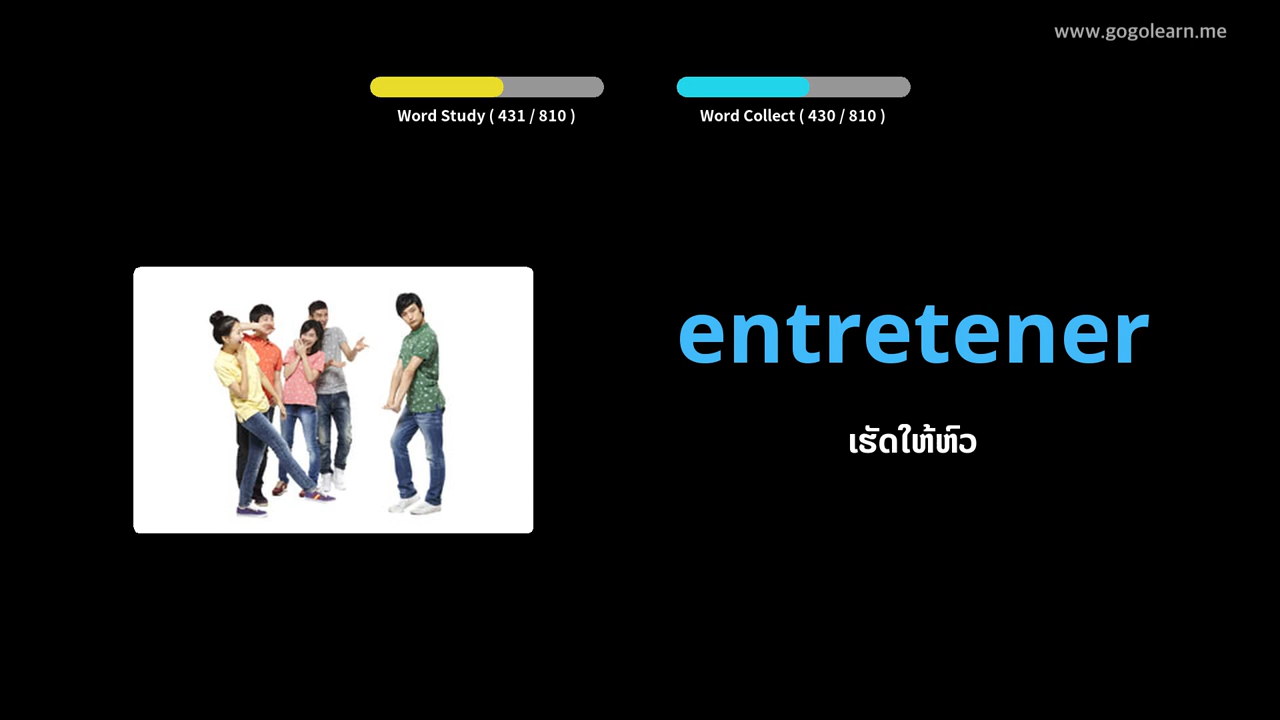 www.gogolearn.me
Word Study ( 431 / 810 )
Word Collect ( 430 / 810 )
entretener
ເຮັດໃຫ້ຫົວ